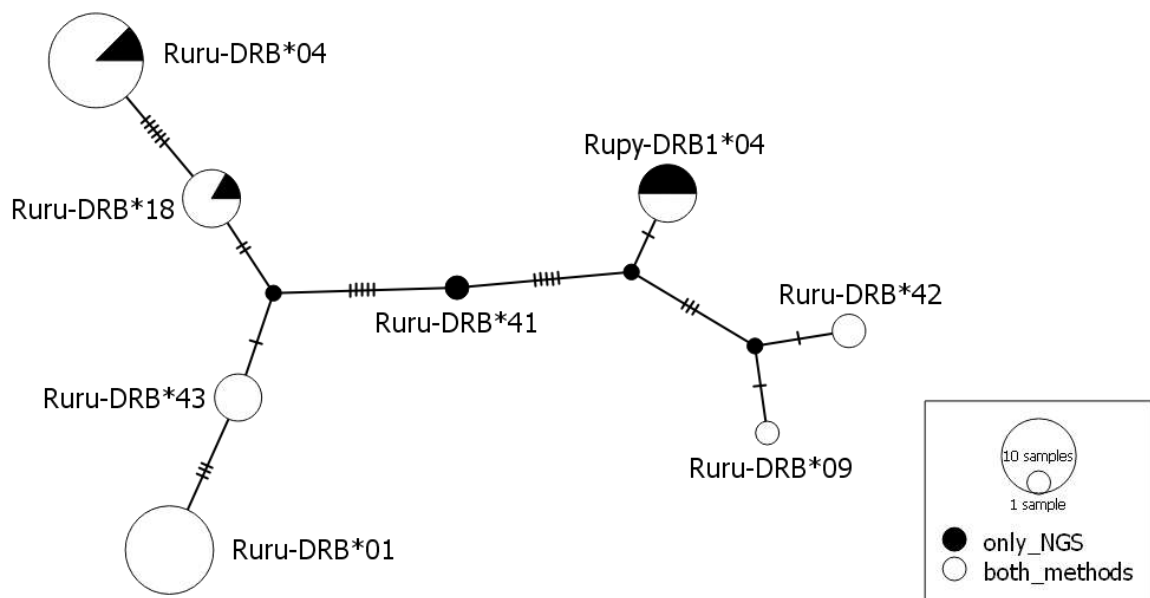 Ruru-DRB*04
Rupy-DRB1*04
Ruru-DRB*18
Ruru-DRB*42
Ruru-DRB*41
Ruru-DRB*43
Ruru-DRB*09
Ruru-DRB*01
10 samples
1 sample
only_NGS
both_methods